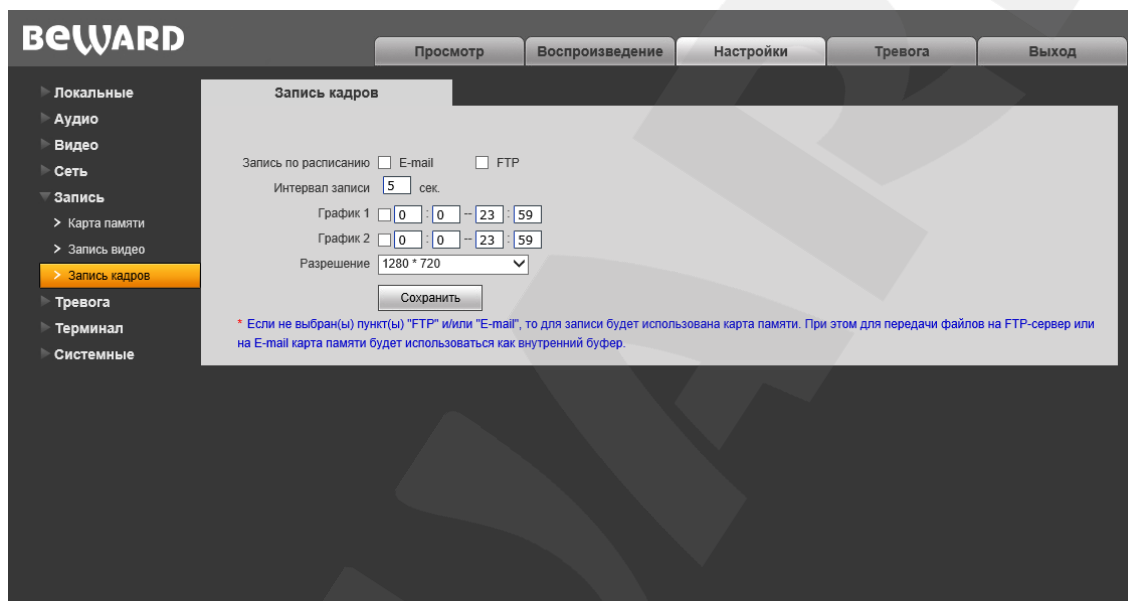 BEWARD
Просмотр Воспроизведение Настройки Тревога Выход
Локальные
Аудио
Видео
Сеть
Запись
Карта памяти
Запись видео
Запись кадров
Тревога
Терминал
Системные
Запись кадров
Запись по расписанию E-mail FTP
Интервал записи 5 сек.
График 1 0 : 0 -- 23 : 59
График 2 0 : 0 -- 23 : 59
Разрешение 1280 * 720
Сохранить
* Если не выбран(ы) пункт(ы) "FTP" и/или "E-mail", то для записи будет использована карта памяти. При этом для передачи файлов на FTP-сервер или
на E-mail карта памяти будет использоваться как внутренний буфер.